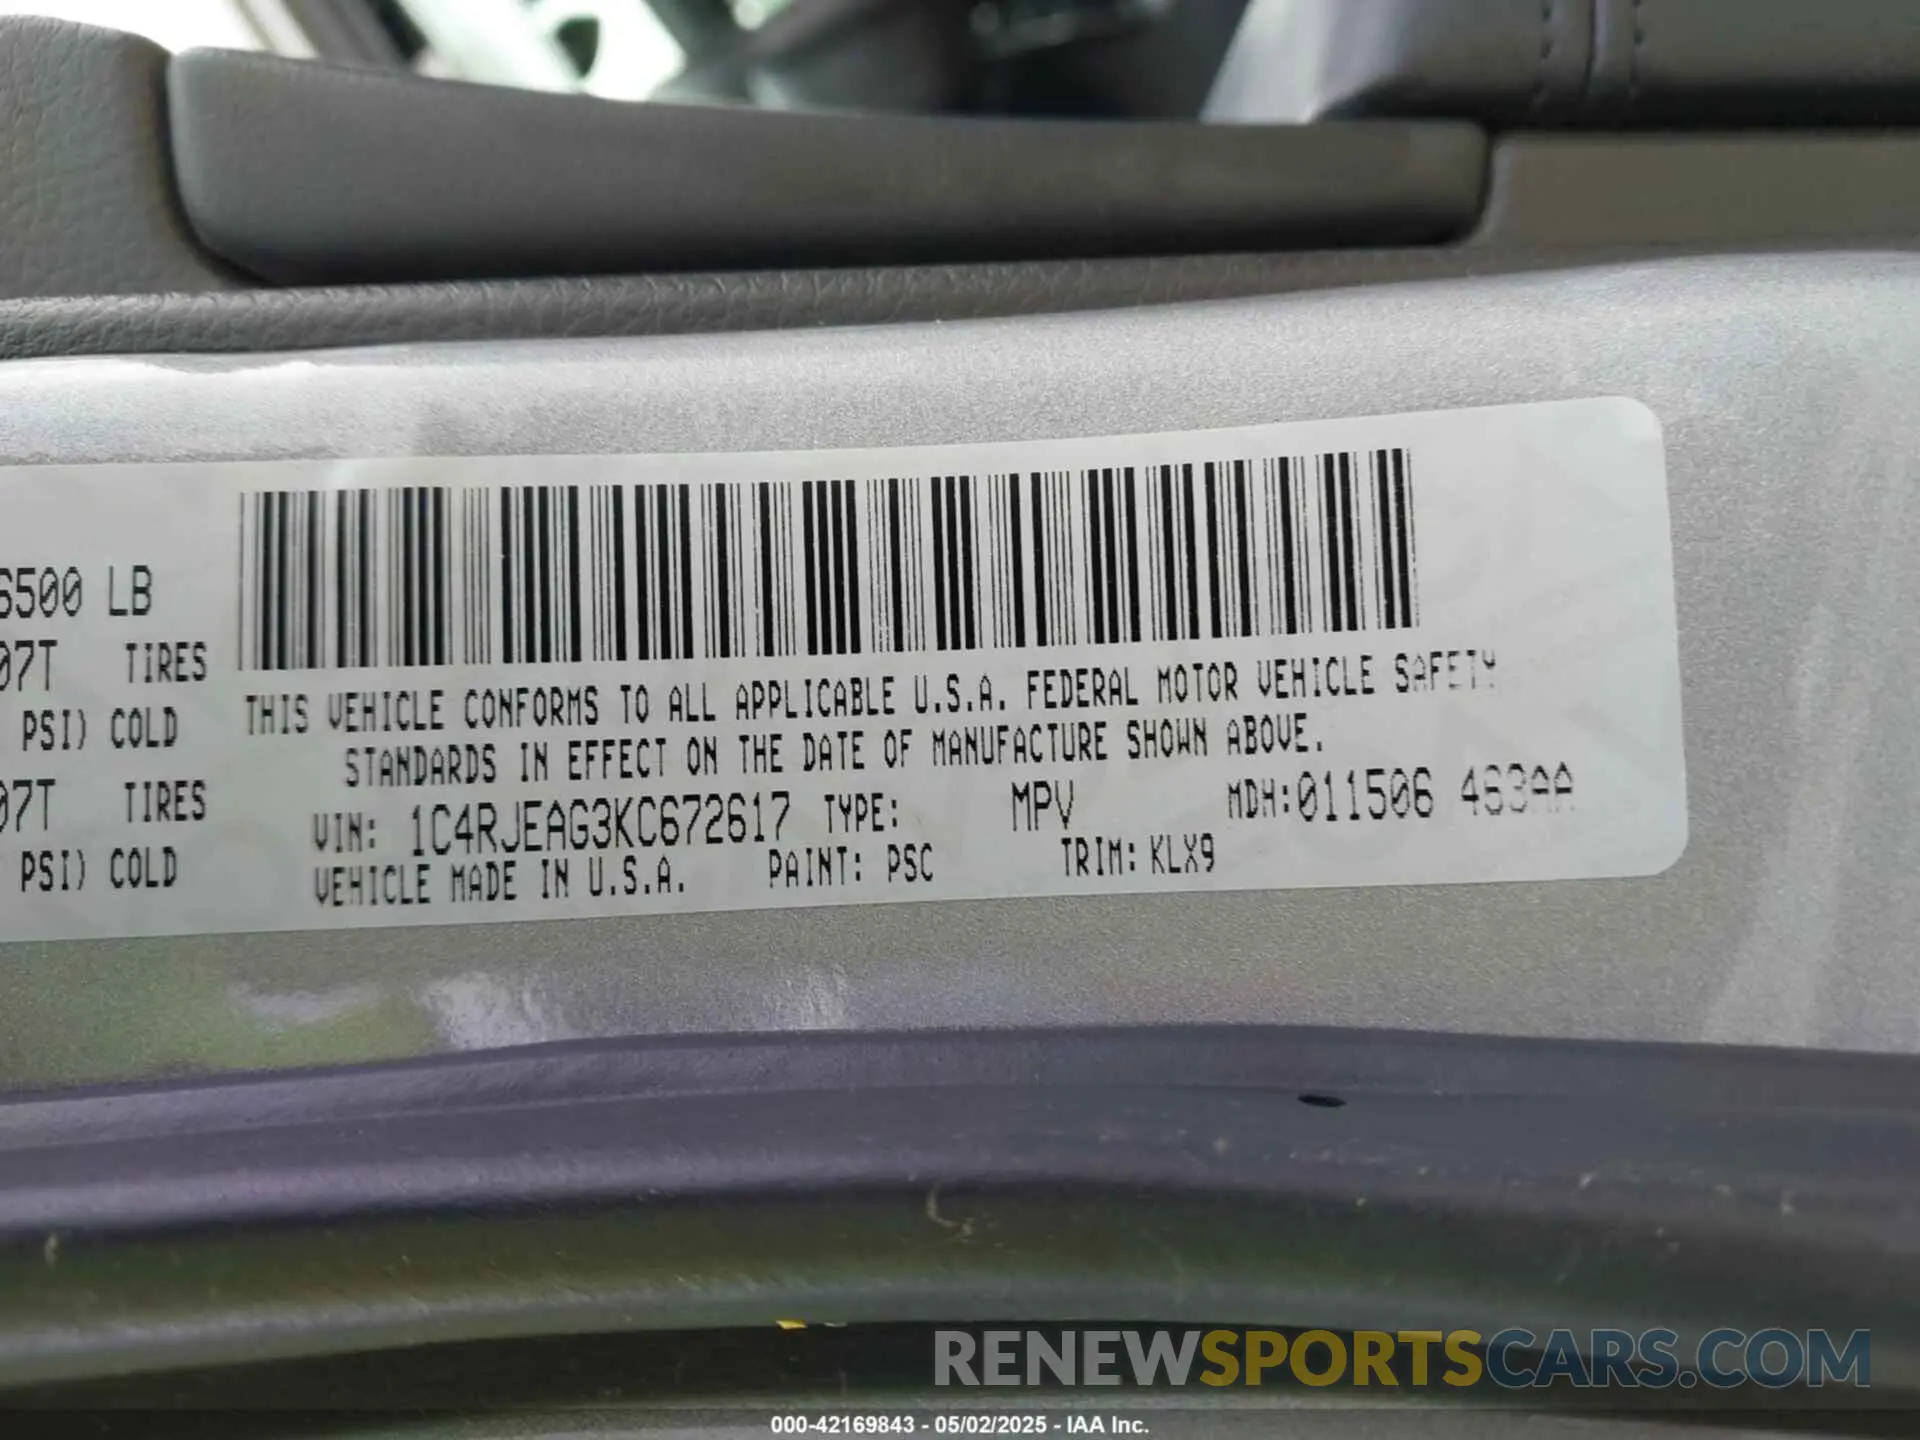 6500 LB
07T TIRES
PSI) COLD
07T TIRES
PSI) COLD
THIS VEHICLE CONFORMS TO ALL APPLICABLE U.S.A. FEDERAL MOTOR VEHICLE SAFETY
STANDARDS IN EFFECT ON THE DATE OF MANUFACTURE SHOWN ABOVE.
VIN: 1C4RJEAG3KC672617 TYPE: MPV MDH:011506 463AA
VEHICLE MADE IN U.S.A. PAINT: PSC TRIM: KLX9
RENEWSPORTSCARS.COM
000-42169843 - 05/02/2025 - IAA Inc.